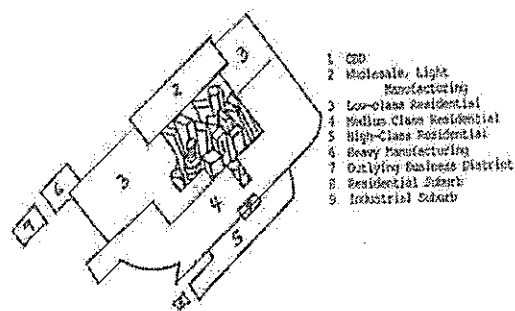 3
2
3
6
9
4
5
1 CBD
2 Wholesale, Light
Manufacturing
3 Low-Class Residential
4 Medium Class Residential
5 High-Class Residential
6 Heavy Manufacturing
7 Outlying Business District
8 Residential Suburb
9 Industrial Suburb